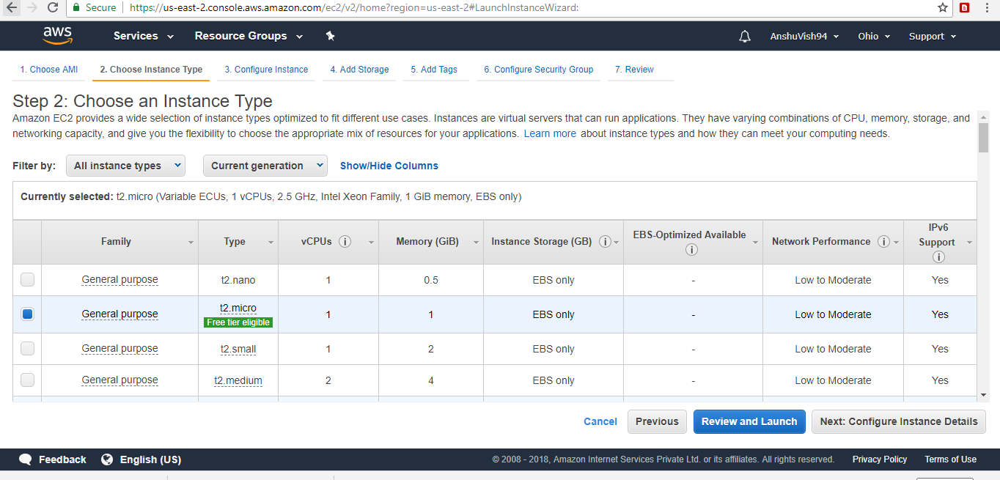 Secure https://us-east-2.console.aws.amazon.com/ec2/v2/home?region=us-east-2#LaunchInstanceWizard:
aws Services Resource Groups AnshuVish94 Ohio Support
1. Choose AMI 2. Choose Instance Type 3. Configure Instance 4. Add Storage 5. Add Tags 6. Configure Security Group 7. Review
Step 2: Choose an Instance Type
Amazon EC2 provides a wide selection of instance types optimized to fit different use cases. Instances are virtual servers that can run applications. They have varying combinations of CPU, memory, storage, and
networking capacity, and give you the flexibility to choose the appropriate mix of resources for your applications. Learn more about instance types and how they can meet your computing needs.
Filter by: All instance types Current generation Show/Hide Columns
Currently selected: t2.micro (Variable ECUs, 1 vCPUs, 2.5 GHz, Intel Xeon Family, 1 GiB memory, EBS only)
Family Type vCPUs Memory (GiB) Instance Storage (GB) EBS-Optimized Available Network Performance IPv6 Support
General purpose t2.nano 1 0.5 EBS only - Low to Moderate Yes
General purpose t2.micro Free tier eligible 1 1 EBS only - Low to Moderate Yes
General purpose t2.small 1 2 EBS only - Low to Moderate Yes
General purpose t2.medium 2 4 EBS only - Low to Moderate Yes
Cancel Previous Review and Launch Next: Configure Instance Details
Feedback English (US) © 2008 - 2018, Amazon Internet Services Private Ltd. or its affiliates. All rights reserved. Privacy Policy Terms of Use